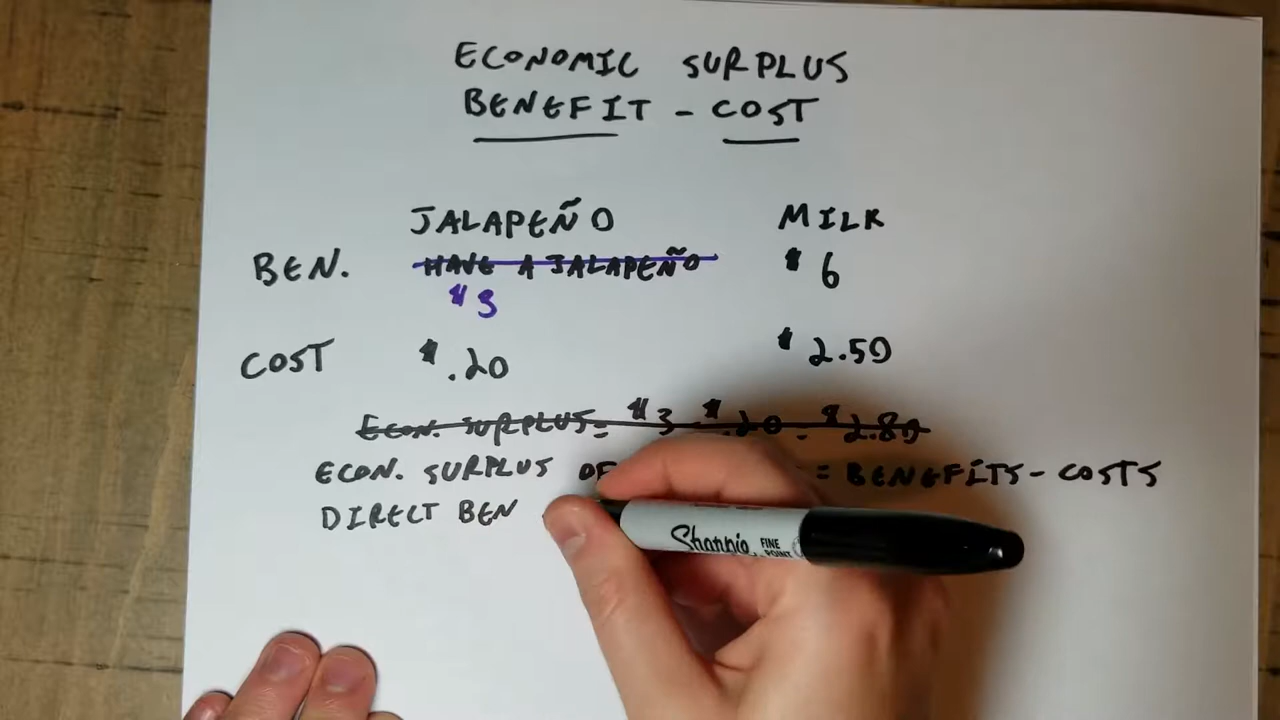 ECONOMIC SURPLUS
BENEFIT - COST
JALAPEÑO MILK
BEN. HAVE A JALAPEÑO $6
$3
COST $.20 $2.50
ECON. SURPLUS = $3 - $.20 = $2.80
ECON. SURPLUS OF = BENEFITS - COSTS
DIRECT BEN
Sharpie FINE POINT